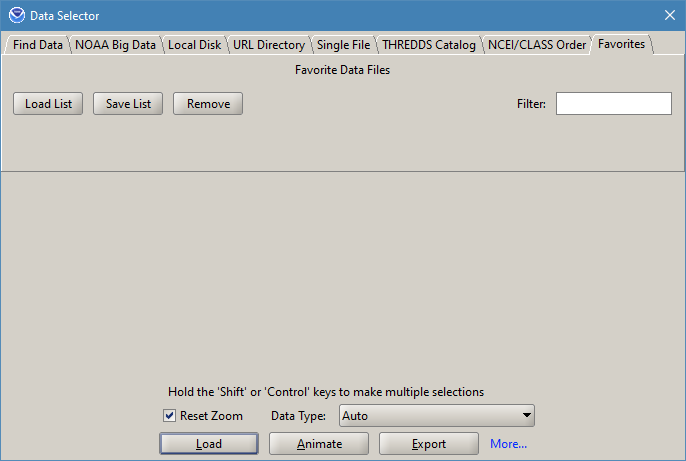 Data Selector
Find Data NOAA Big Data Local Disk URL Directory Single File THREDDS Catalog NCEI/CLASS Order Favorites
Favorite Data Files
Load List Save List Remove Filter:
Hold the 'Shift' or 'Control' keys to make multiple selections
Reset Zoom Data Type: Auto
Load Animate Export More...